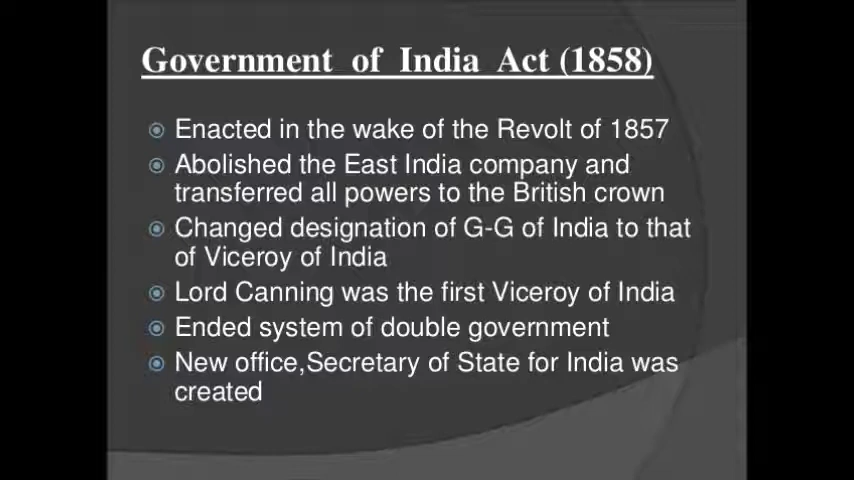 Government of India Act (1858)
Enacted in the wake of the Revolt of 1857
Abolished the East India company and
transferred all powers to the British crown
Changed designation of G-G of India to that
of Viceroy of India
Lord Canning was the first Viceroy of India
Ended system of double government
New office,Secretary of State for India was
created